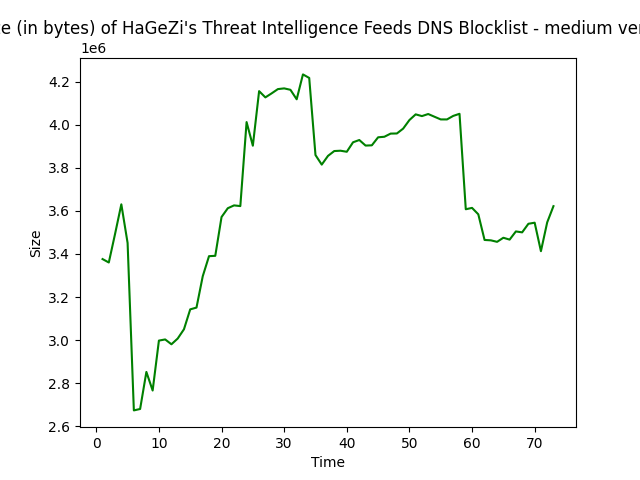 (in bytes) of HaGeZi's Threat Intelligence Feeds DNS Blocklist - medium
1e6
4.2
4.0
3.8
3.6
3.4
3.2
3.0
2.8
2.6
Size
0 10 20 30 40 50 60 70
Time